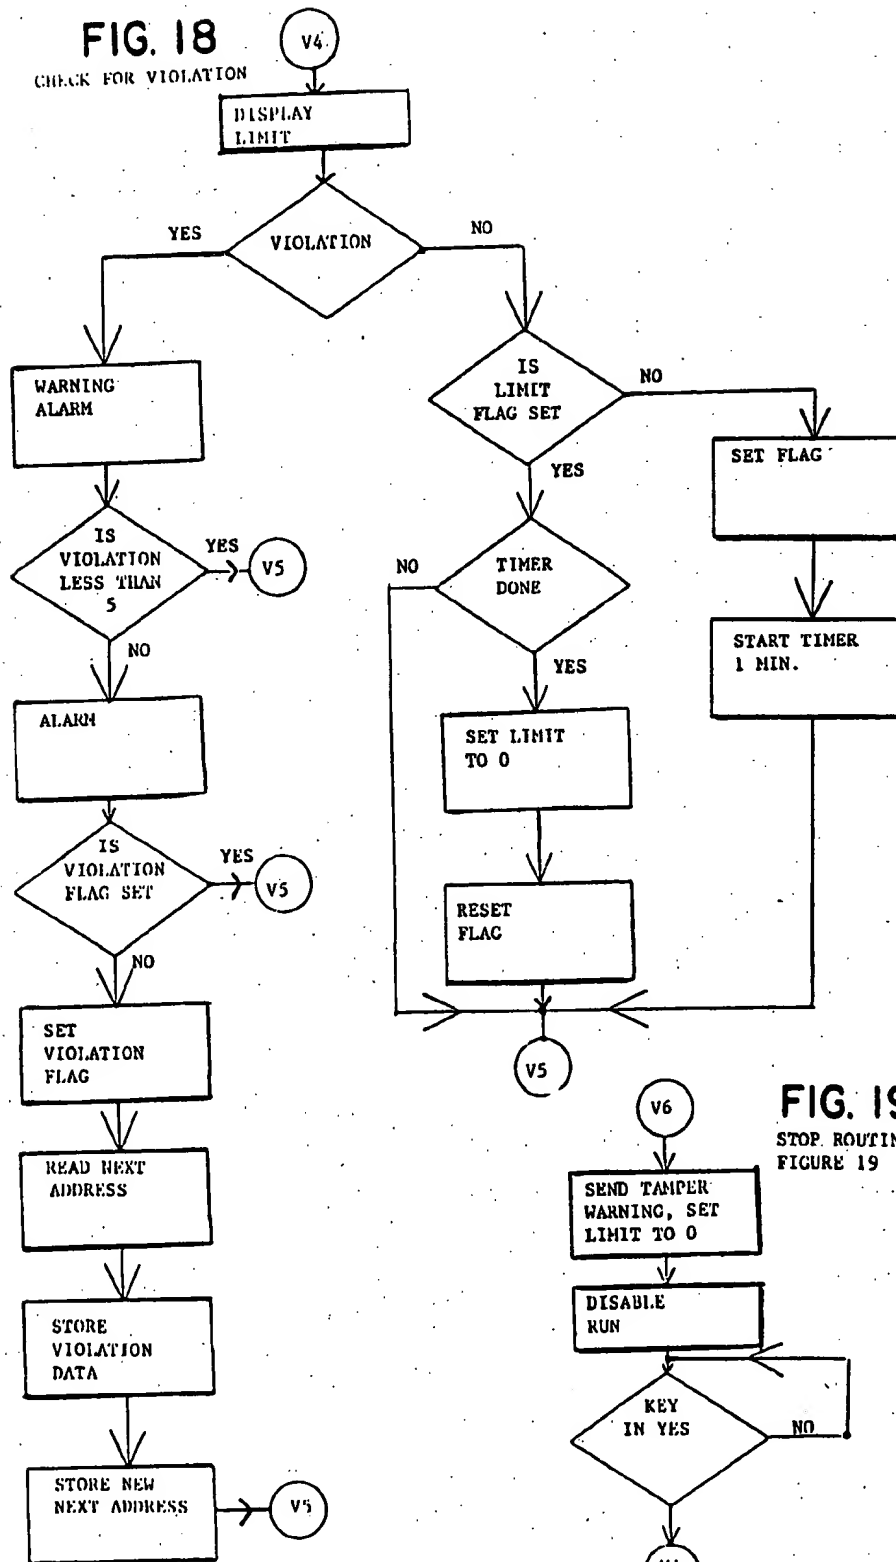 FIG. 18
CHECK FOR VIOLATION
V4
DISPLAY
LIMIT
VIOLATION
YES
NO
WARNING
ALARM
IS
VIOLATION
LESS THAN
5
YES
V5
NO
ALARM
IS
VIOLATION
FLAG SET
YES
V5
NO
SET
VIOLATION
FLAG
READ NEXT
ADDRESS
STORE
VIOLATION
DATA
STORE NEW
NEXT ADDRESS
V5
IS
LIMIT
FLAG SET
NO
YES
SET FLAG
START TIMER
1 MIN.
TIMER
DONE
NO
YES
SET LIMIT
TO 0
RESET
FLAG
V5
FIG. 19
STOP ROUTIN
FIGURE 19
V6
SEND TAMPER
WARNING, SET
LIMIT TO 0
DISABLE
RUN
KEY
IN YES
NO